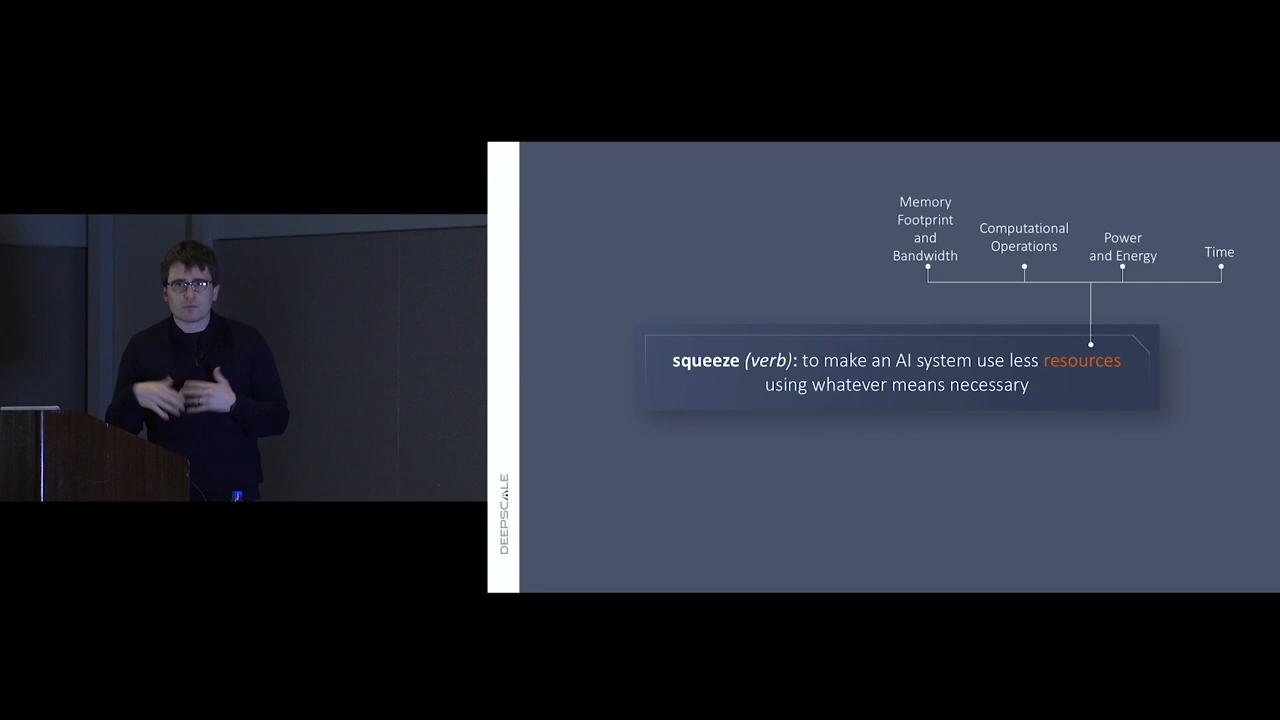 Memory
Footprint
and
Bandwidth
Computational
Operations
Power
and Energy
Time
squeeze (verb): to make an AI system use less resources
using whatever means necessary
DEEPSCALE